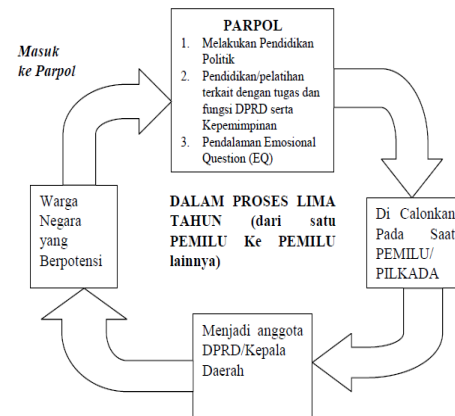 Masuk
ke Parpol
PARPOL
1. Melakukan Pendidikan
Politik
2. Pendidikan/pelatihan
terkait dengan tugas dan
fungsi DPRD serta
Kepemimpinan
3. Pendalaman Emosional
Question (EQ)
Warga
Negara
yang
Berpotensi
DALAM PROSES LIMA
TAHUN (dari satu
PEMILU Ke PEMILU
lainnya)
Di Calonkan
Pada Saat
PEMILU/
PILKADA
Menjadi anggota
DPRD/Kepala
Daerah